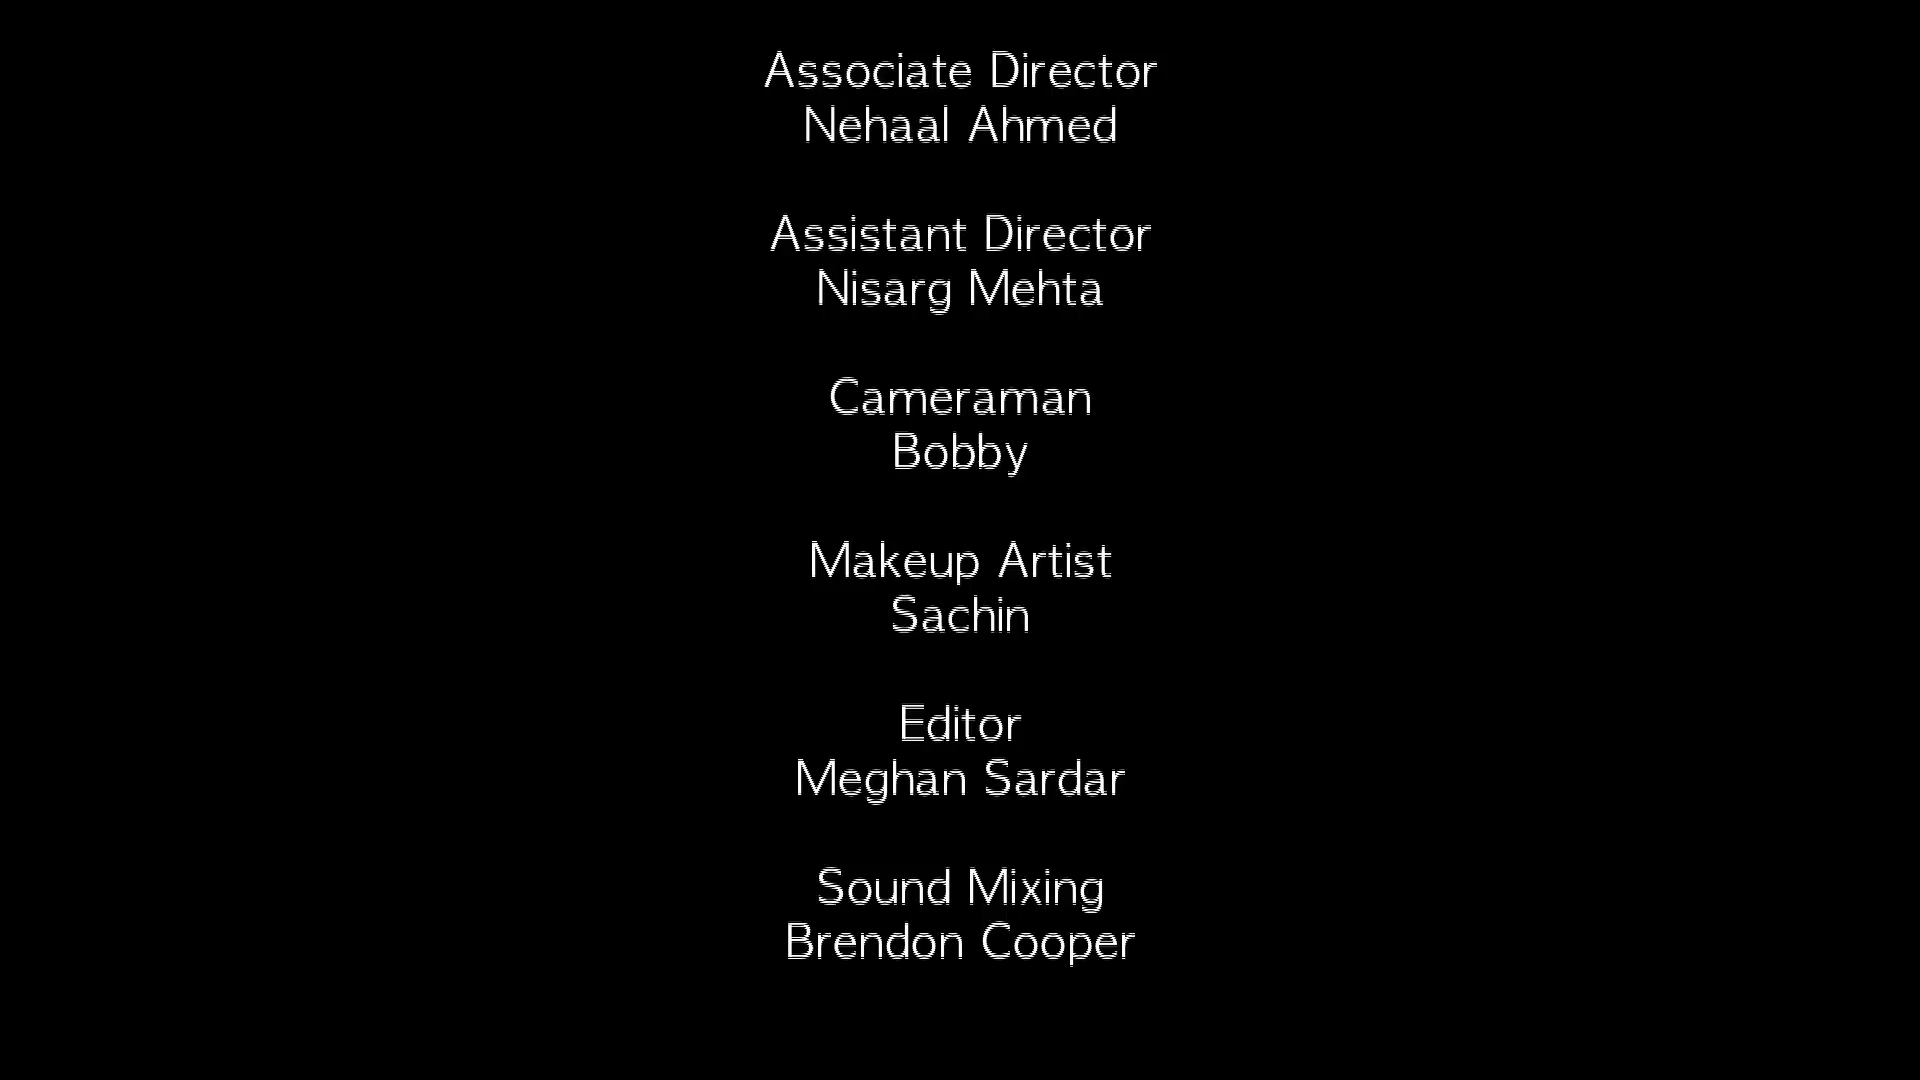 Associate Director
Nehaal Ahmed
Assistant Director
Nisarg Mehta
Cameraman
Bobby
Makeup Artist
Sachin
Editor
Meghan Sardar
Sound Mixing
Brendon Cooper